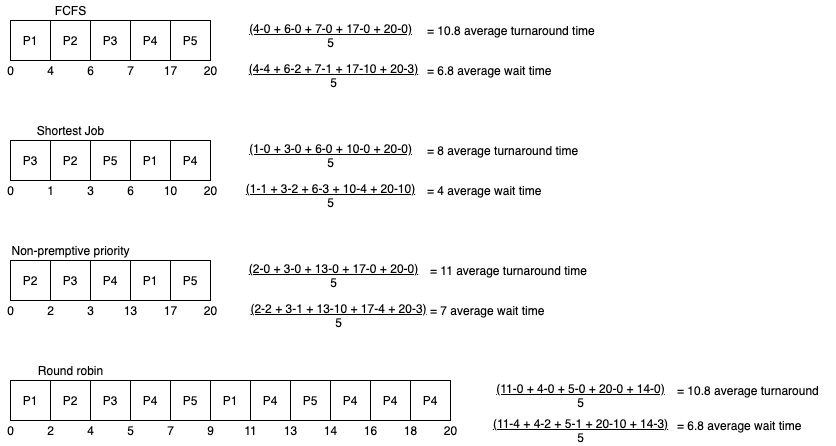 FCFS
P1 P2 P3 P4 P5
0 4 6 7 17 20
(4-0 + 6-0 + 7-0 + 17-0 + 20-0) = 10.8 average turnaround time
5
(4-4 + 6-2 + 7-1 + 17-10 + 20-3) = 6.8 average wait time
5
Shortest Job
P3 P2 P5 P1 P4
0 1 3 6 10 20
(1-0 + 3-0 + 6-0 + 10-0 + 20-0) = 8 average turnaround time
5
(1-1 + 3-2 + 6-3 + 10-4 + 20-10) = 4 average wait time
5
Non-premptive priority
P2 P3 P4 P1 P5
0 2 3 13 17 20
(2-0 + 3-0 + 13-0 + 17-0 + 20-0) = 11 average turnaround time
5
(2-2 + 3-1 + 13-10 + 17-4 + 20-3) = 7 average wait time
5
Round robin
P1 P2 P3 P4 P5 P1 P4 P5 P4 P4 P4
0 2 4 5 7 9 11 13 14 16 18 20
(11-0 + 4-0 + 5-0 + 20-0 + 14-0) = 10.8 average turnaround
5
(11-4 + 4-2 + 5-1 + 20-10 + 14-3) = 6.8 average wait time
5